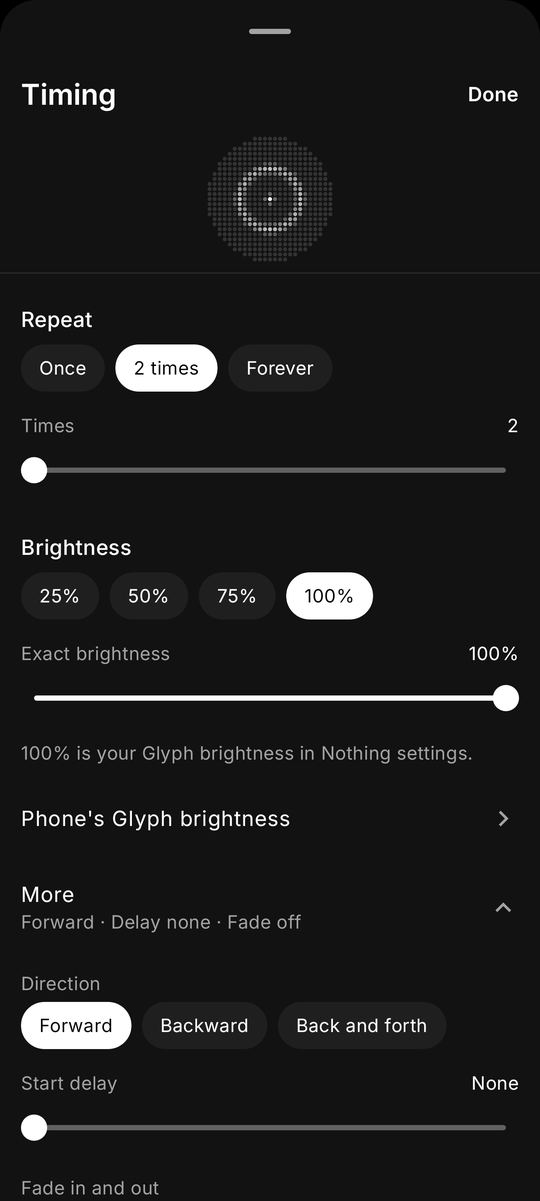 Timing
Done
Repeat
Once
2 times
Forever
Times
2
Brightness
25%
50%
75%
100%
Exact brightness
100%
100% is your Glyph brightness in Nothing settings.
Phone's Glyph brightness
More
Forward · Delay none · Fade off
Direction
Forward
Backward
Back and forth
Start delay
None
Fade in and out